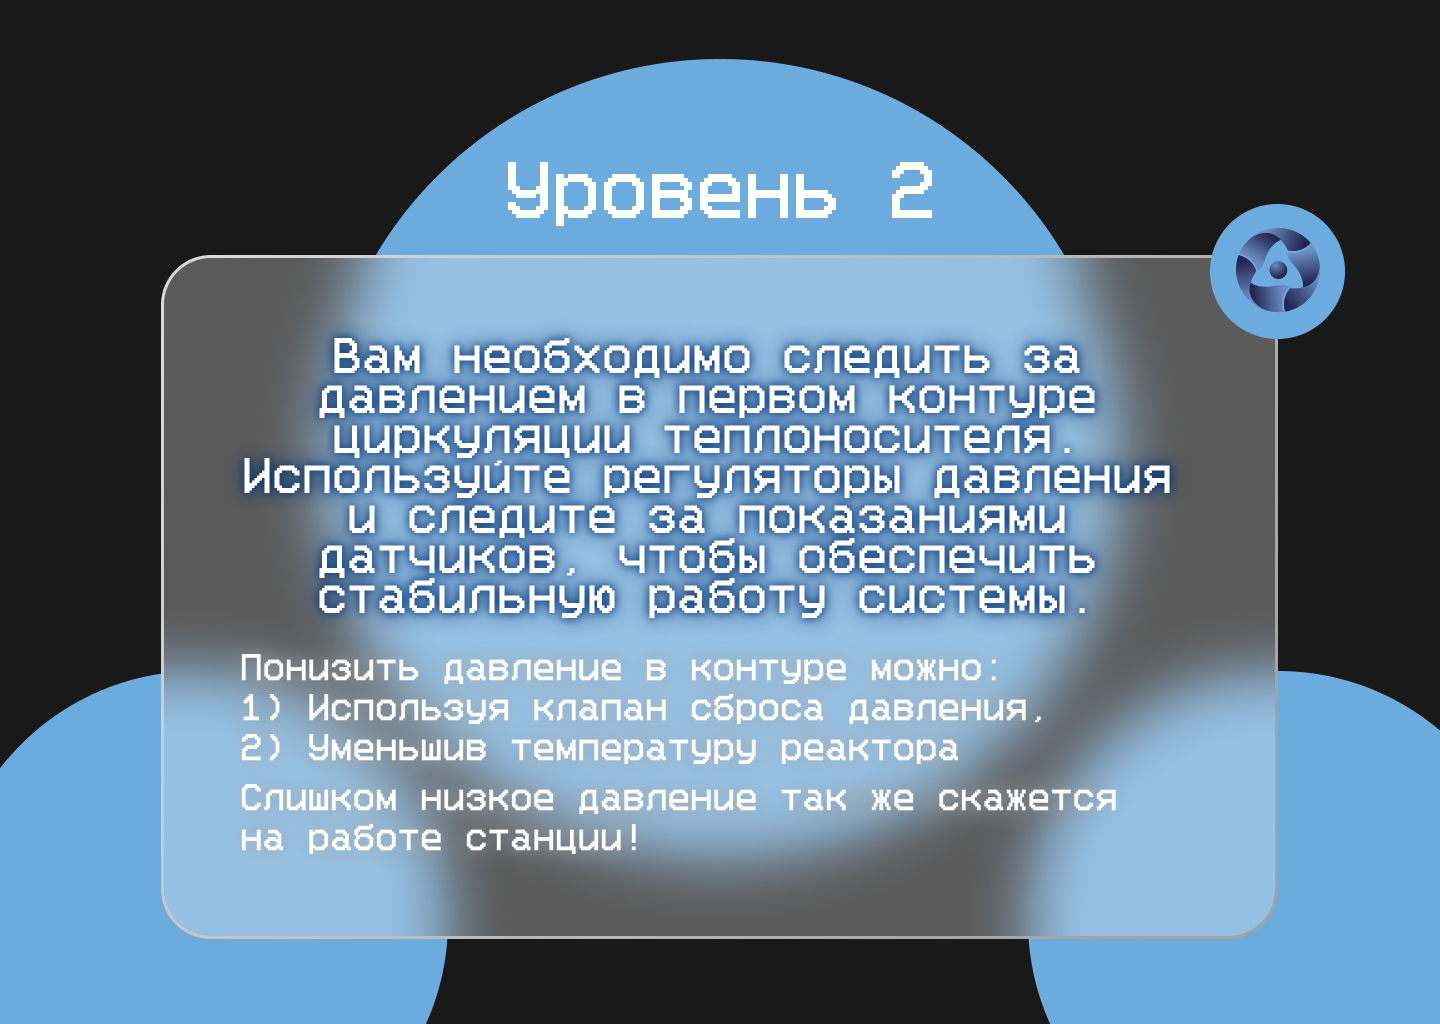 Уровень 2
Вам необходимо следить за
давлением в первом контуре
циркуляции теплоносителя.
Используйте регуляторы давления
и следите за показаниями
датчиков, чтобы обеспечить
стабильную работу системы.
Понизить давление в контуре можно:
1) Используя клапан сброса давления,
2) Уменьшив температуру реактора
Слишком низкое давление так же скажется
на работе станции!